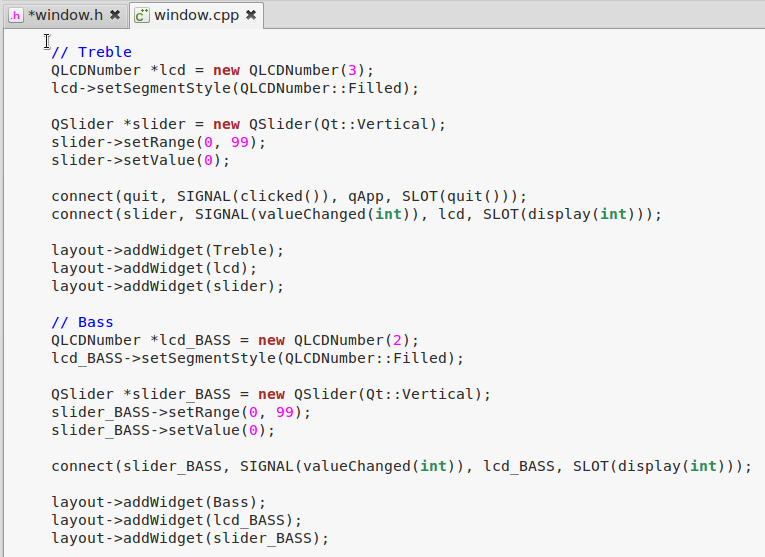 *window.h ✖ window.cpp ✖
// Treble
QLCDNumber *lcd = new QLCDNumber(3);
lcd->setSegmentStyle(QLCDNumber::Filled);
QSlider *slider = new QSlider(Qt::Vertical);
slider->setRange(0, 99);
slider->setValue(0);
connect(quit, SIGNAL(clicked()), qApp, SLOT(quit()));
connect(slider, SIGNAL(valueChanged(int)), lcd, SLOT(display(int)));
layout->addWidget(Treble);
layout->addWidget(lcd);
layout->addWidget(slider);
// Bass
QLCDNumber *lcd_BASS = new QLCDNumber(2);
lcd_BASS->setSegmentStyle(QLCDNumber::Filled);
QSlider *slider_BASS = new QSlider(Qt::Vertical);
slider_BASS->setRange(0, 99);
slider_BASS->setValue(0);
connect(slider_BASS, SIGNAL(valueChanged(int)), lcd_BASS, SLOT(display(int)));
layout->addWidget(Bass);
layout->addWidget(lcd_BASS);
layout->addWidget(slider_BASS);